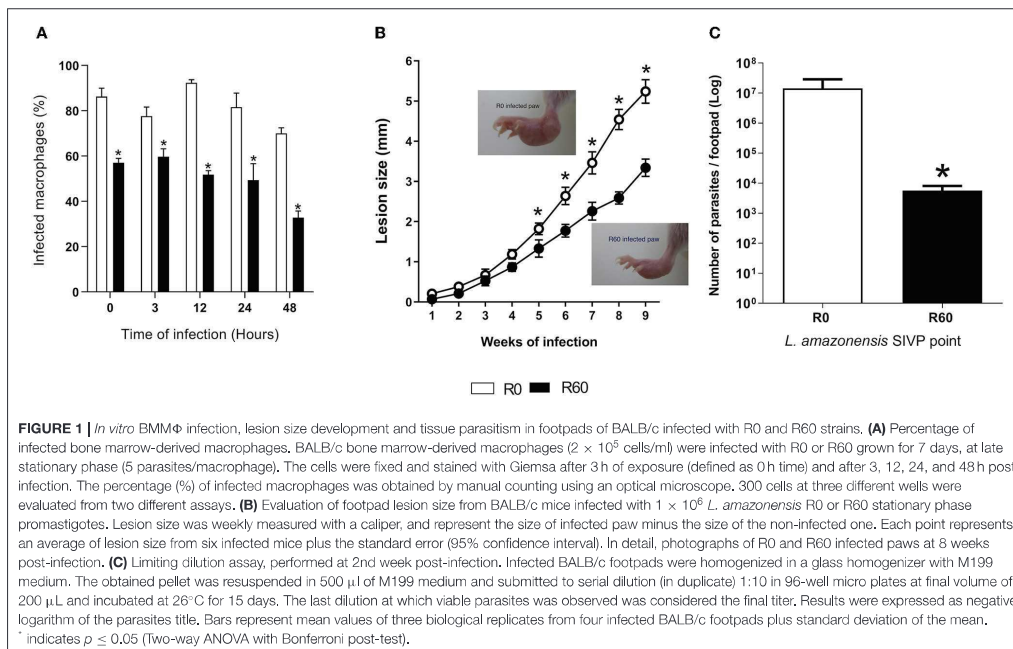 A
B
C
Infected macrophages (%)
100
80
60
40
20
0
* * * * *
0 3 12 24 48
Time of infection (Hours)
Lesion size (mm)
6
5
4
3
2
1
0
* * * * *
R0 infected paw
R60 infected paw
1 2 3 4 5 6 7 8 9
Weeks of infection
Number of parasites / footpad (Log)
10⁸
10⁷
10⁶
10⁵
10⁴
10³
10²
10¹
10⁰
*
R0 R60
L. amazonensis SIVP point
R0 R60
FIGURE 1 | In vitro BMMΦ infection, lesion size development and tissue parasitism in footpads of BALB/c infected with R0 and R60 strains. (A) Percentage of
infected bone marrow-derived macrophages. BALB/c bone marrow-derived macrophages (2 × 10⁵ cells/ml) were infected with R0 or R60 grown for 7 days, at late
stationary phase (5 parasites/macrophage). The cells were fixed and stained with Giemsa after 3 h of exposure (defined as 0 h time) and after 3, 12, 24, and 48 h post
infection. The percentage (%) of infected macrophages was obtained by manual counting using an optical microscope. 300 cells at three different wells were
evaluated from two different assays. (B) Evaluation of footpad lesion size from BALB/c mice infected with 1 × 10⁶ L. amazonensis R0 or R60 stationary phase
promastigotes. Lesion size was weekly measured with a caliper, and represent the size of infected paw minus the size of the non-infected one. Each point represents
an average of lesion size from six infected mice plus the standard error (95% confidence interval). In detail, photographs of R0 and R60 infected paws at 8 weeks
post-infection. (C) Limiting dilution assay, performed at 2nd week post-infection. Infected BALB/c footpads were homogenized in a glass homogenizer with M199
medium. The obtained pellet was resuspended in 500 μl of M199 medium and submitted to serial dilution (in duplicate) 1:10 in 96-well micro plates at final volume of
200 μL and incubated at 26°C for 15 days. The last dilution at which viable parasites was observed was considered the final titer. Results were expressed as negative
logarithm of the parasites title. Bars represent mean values of three biological replicates from four infected BALB/c footpads plus standard deviation of the mean.
* indicates p ≤ 0.05 (Two-way ANOVA with Bonferroni post-test).